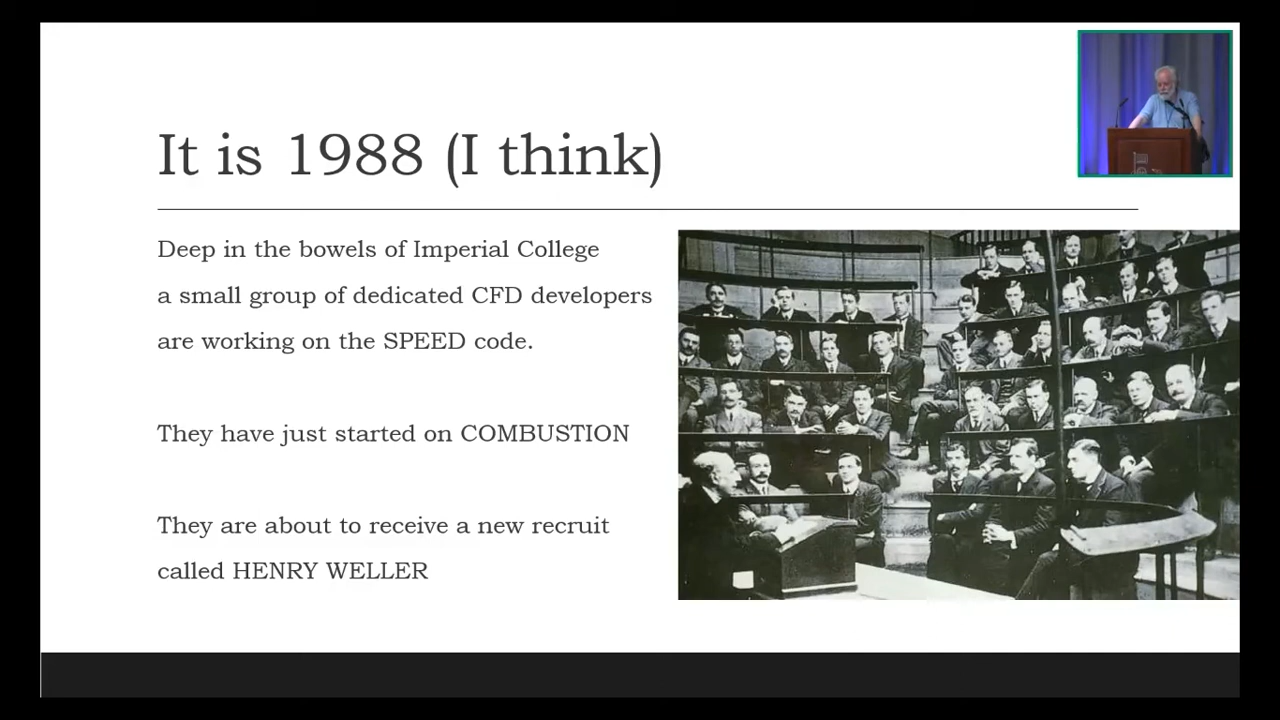 It is 1988 (I think)
Deep in the bowels of Imperial College
a small group of dedicated CFD developers
are working on the SPEED code.
They have just started on COMBUSTION
They are about to receive a new recruit
called HENRY WELLER